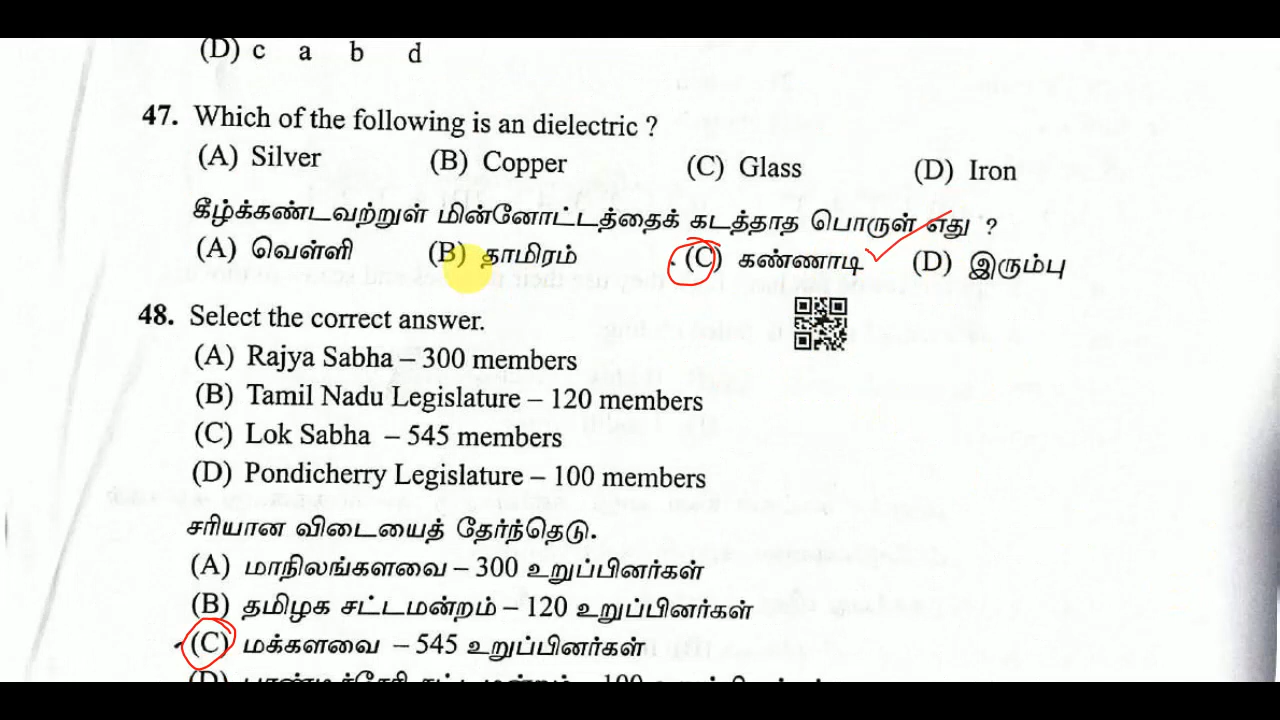 (D) c a b d
47. Which of the following is an dielectric ?
(A) Silver (B) Copper (C) Glass (D) Iron
கீழ்க்கண்டவற்றுள் மின்னோட்டத்தைக் கடத்தாத பொருள் எது ?
(A) வெள்ளி (B) தாமிரம் (C) கண்ணாடி (D) இரும்பு
48. Select the correct answer.
(A) Rajya Sabha – 300 members
(B) Tamil Nadu Legislature – 120 members
(C) Lok Sabha – 545 members
(D) Pondicherry Legislature – 100 members
சரியான விடையைத் தேர்ந்தெடு.
(A) மாநிலங்களவை – 300 உறுப்பினர்கள்
(B) தமிழக சட்டமன்றம் – 120 உறுப்பினர்கள்
(C) மக்களவை – 545 உறுப்பினர்கள்